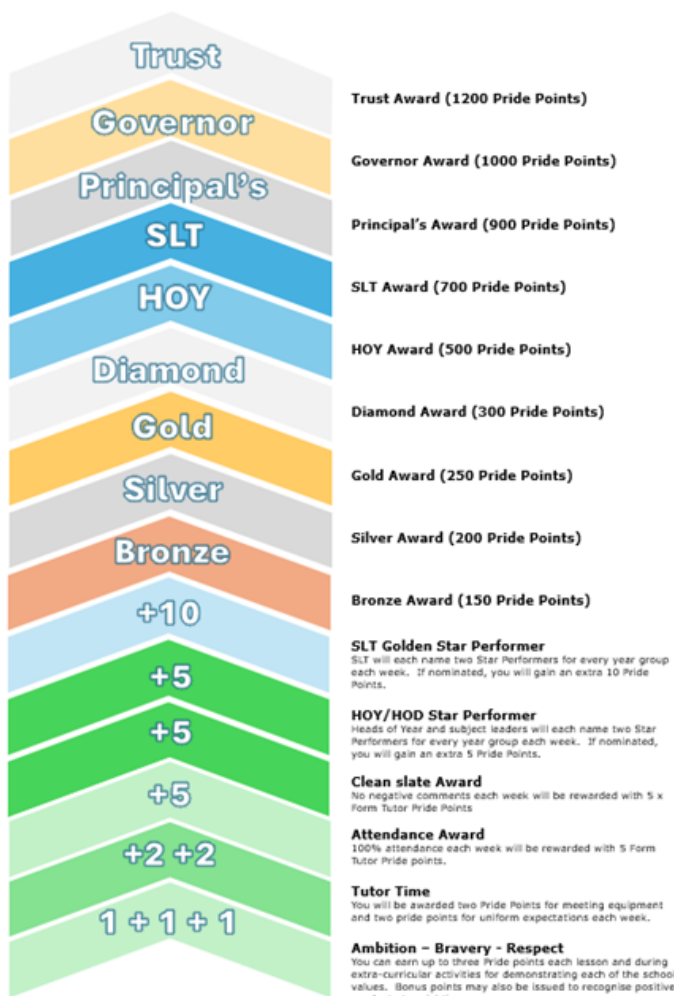 Trust
Trust Award (1200 Pride Points)
Governor
Governor Award (1000 Pride Points)
Principal's
Principal's Award (900 Pride Points)
SLT
SLT Award (700 Pride Points)
HOY
HOY Award (500 Pride Points)
Diamond
Diamond Award (300 Pride Points)
Gold
Gold Award (250 Pride Points)
Silver
Silver Award (200 Pride Points)
Bronze
Bronze Award (150 Pride Points)
+10
SLT Golden Star Performer
SLT will each name two Star Performers for every year group
each week. If nominated, you will gain an extra 10 Pride
Points.
+5
HOY/HOD Star Performer
Heads of Year and subject leaders will each name two Star
Performers for every year group each week. If nominated,
you will gain an extra 5 Pride Points.
+5
Clean slate Award
No negative comments each week will be rewarded with 5 x
Form Tutor Pride Points
+5
Attendance Award
100% attendance each week will be rewarded with 5 Form
Tutor Pride points.
+2 +2
Tutor Time
You will be awarded two Pride Points for meeting equipment
and two pride points for uniform expectations each week.
1 + 1 + 1
Ambition – Bravery - Respect
You can earn up to three Pride points each lesson and during
extra-curricular activities for demonstrating each of the school
values. Bonus points may also be issued to recognise positive